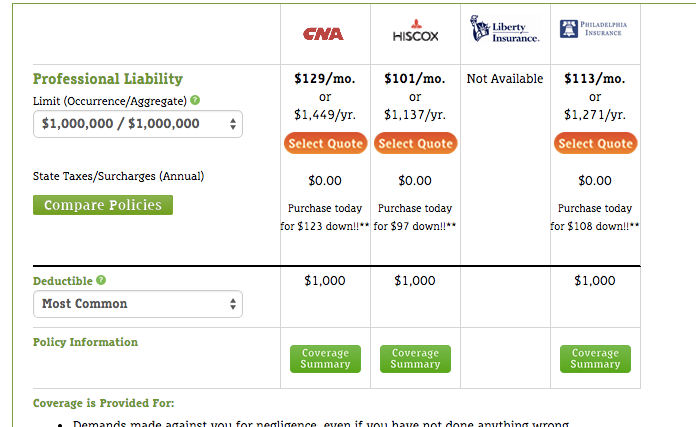 CNA
HISCOX
Liberty
Insurance.
PHILADELPHIA
INSURANCE
Professional Liability
Limit (Occurrence/Aggregate) ?
$1,000,000 / $1,000,000
$129/mo.
or
$1,449/yr.
Select Quote
$101/mo.
or
$1,137/yr.
Select Quote
Not Available
$113/mo.
or
$1,271/yr.
Select Quote
State Taxes/Surcharges (Annual)
$0.00
$0.00
$0.00
Compare Policies
Purchase today
for $123 down!!**
Purchase today
for $97 down!!**
Purchase today
for $108 down!!**
Deductible ?
Most Common
$1,000
$1,000
$1,000
Policy Information
Coverage
Summary
Coverage
Summary
Coverage
Summary
Coverage is Provided For:
• Demands made against you for negligence, even if you have not done anything wrong